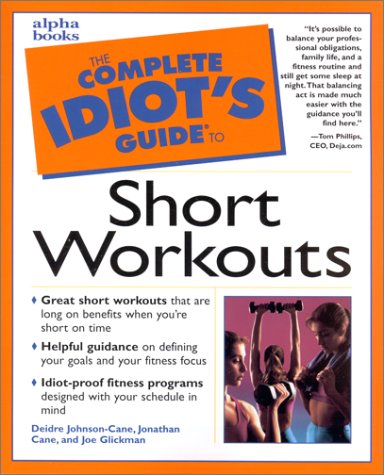 alpha
books
THE
COMPLETE
IDIOT'S
GUIDE® TO
"It's possible to
balance your profes-
sional obligations,
family life, and a
fitness routine and
still get some sleep at
night. That balancing
act is made much
easier with the
guidance you'll
find here."
—Tom Phillips,
CEO, Deja.com
Short
Workouts
Great short workouts that are
long on benefits when you're
short on time
Helpful guidance on defining
your goals and your fitness focus
Idiot-proof fitness programs
designed with your schedule in
mind
Deidre Johnson-Cane, Jonathan
Cane, and Joe Glickman